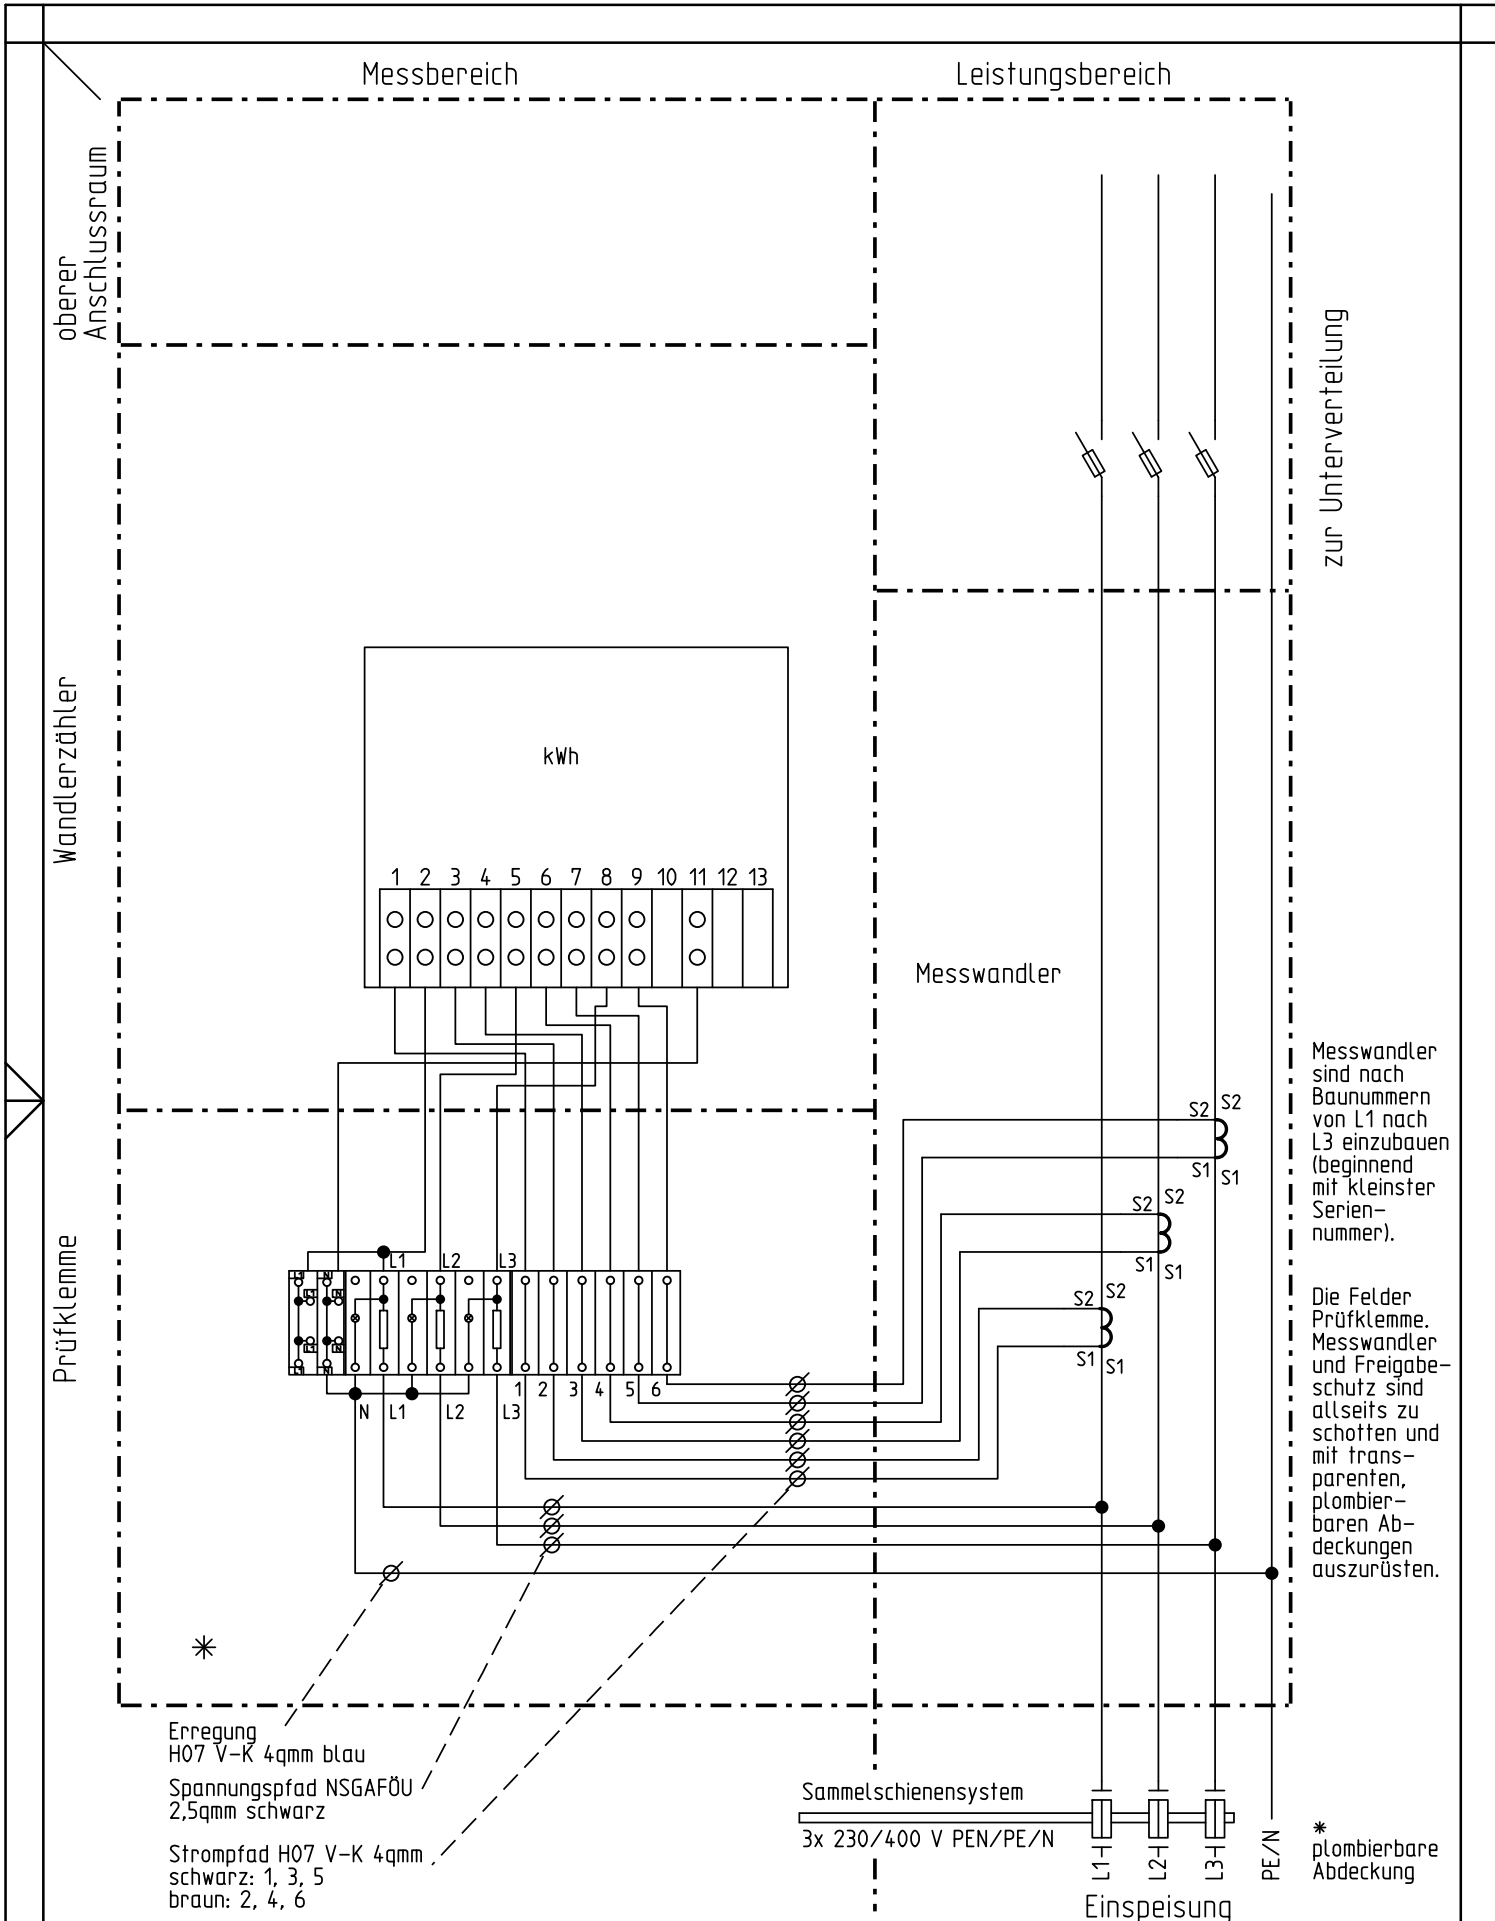 Messbereich
Leistungsbereich
oberer
Anschlussraum
zur Unterverteilung
Wandlerzähler
kWh
1 2 3 4 5 6 7 8 9 10 11 12 13
Messwandler
Messwandler
sind nach
Baunummern
von L1 nach
L3 einzubauen
(beginnend
mit kleinster
Serien-
nummer).
S2 S2
S1 S1
S2 S2
S1 S1
S2 S2
S1 S1
Prüfklemme
L1 L2 L3
L1 N
L1 N
L1 N
L1 N
1 2 3 4 5 6
N L1 L2 L3
Die Felder
Prüfklemme.
Messwandler
und Freigabe-
schutz sind
allseits zu
schotten und
mit trans-
parenten,
plombier-
baren Ab-
deckungen
auszurüsten.
*
Erregung
H07 V-K 4qmm blau
Spannungspfad NSGAFÖU
2,5qmm schwarz
Strompfad H07 V-K 4qmm
schwarz: 1, 3, 5
braun: 2, 4, 6
Sammelschienensystem
3x 230/400 V PEN/PE/N
L1 L2 L3 PE/N
Einspeisung
*
plombierbare
Abdeckung